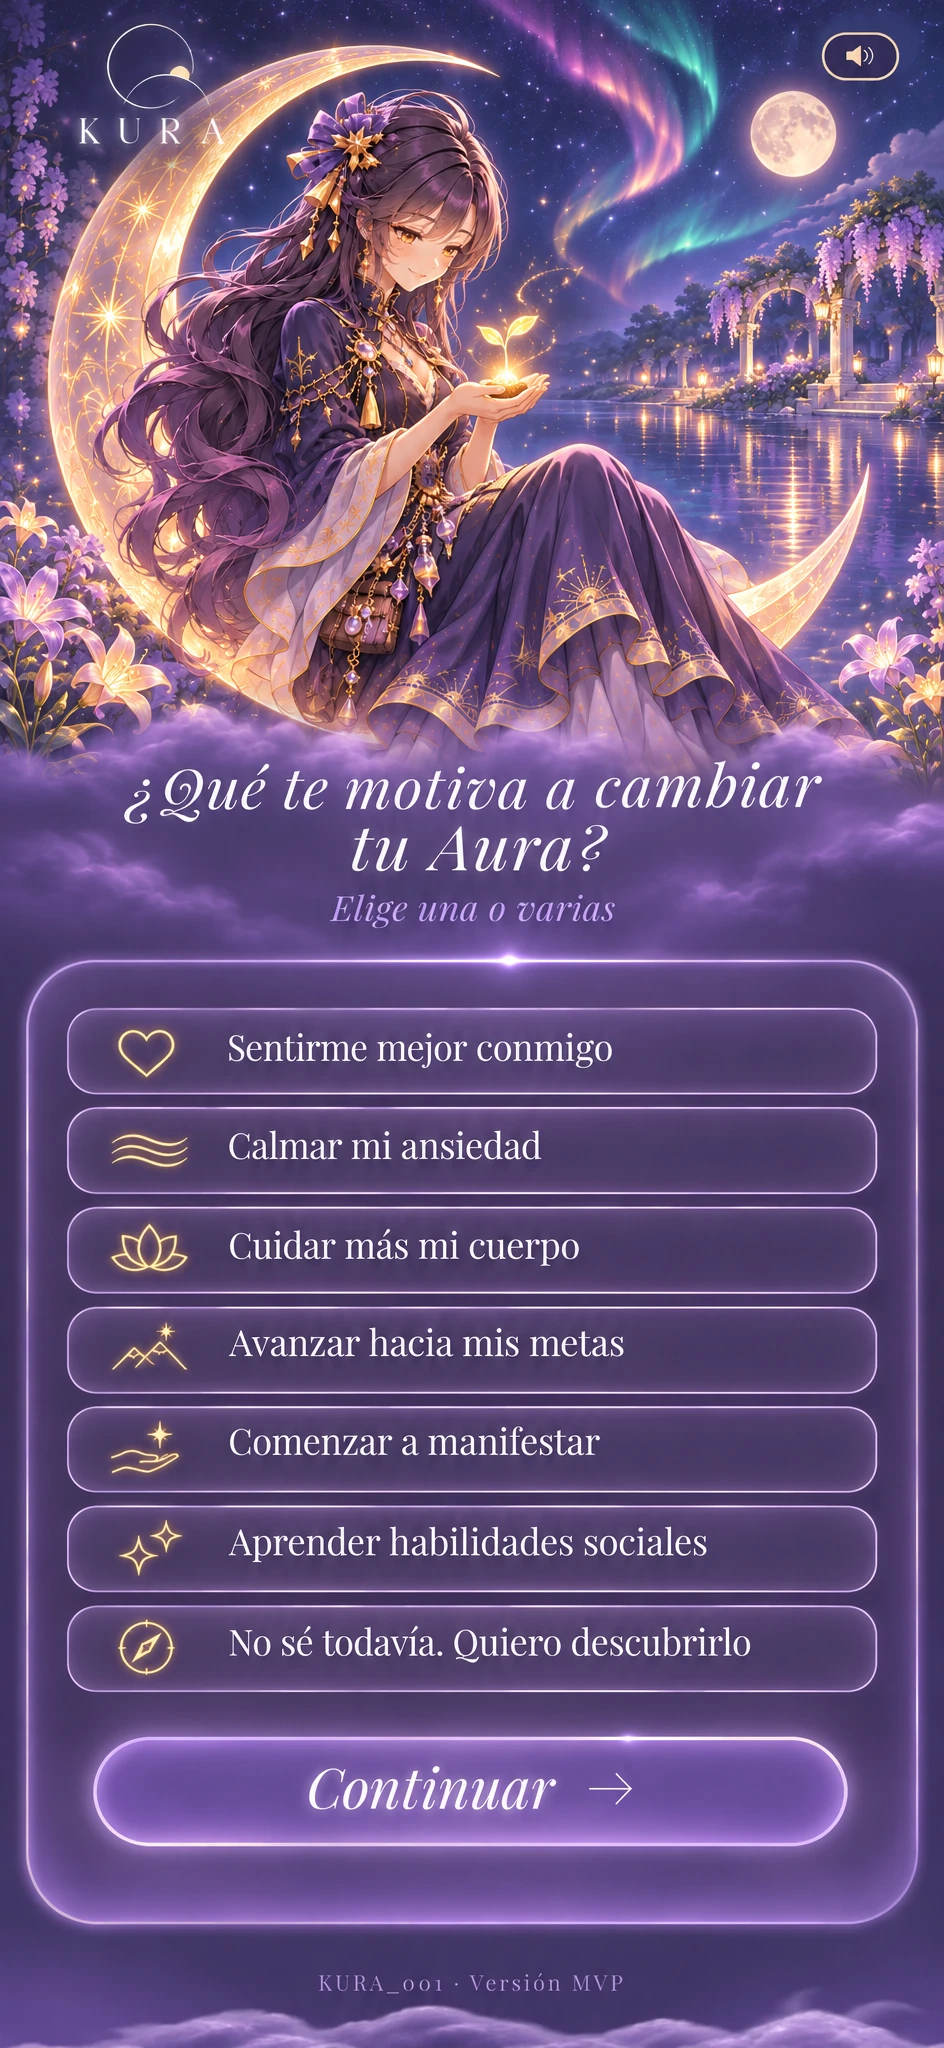 KURA
¿Qué te motiva a cambiar
tu Aura?
Elige una o varias
Sentirme mejor conmigo
Calmar mi ansiedad
Cuidar más mi cuerpo
Avanzar hacia mis metas
Comenzar a manifestar
Aprender habilidades sociales
No sé todavía. Quiero descubrirlo
Continuar →
KURA_001 · Versión MVP